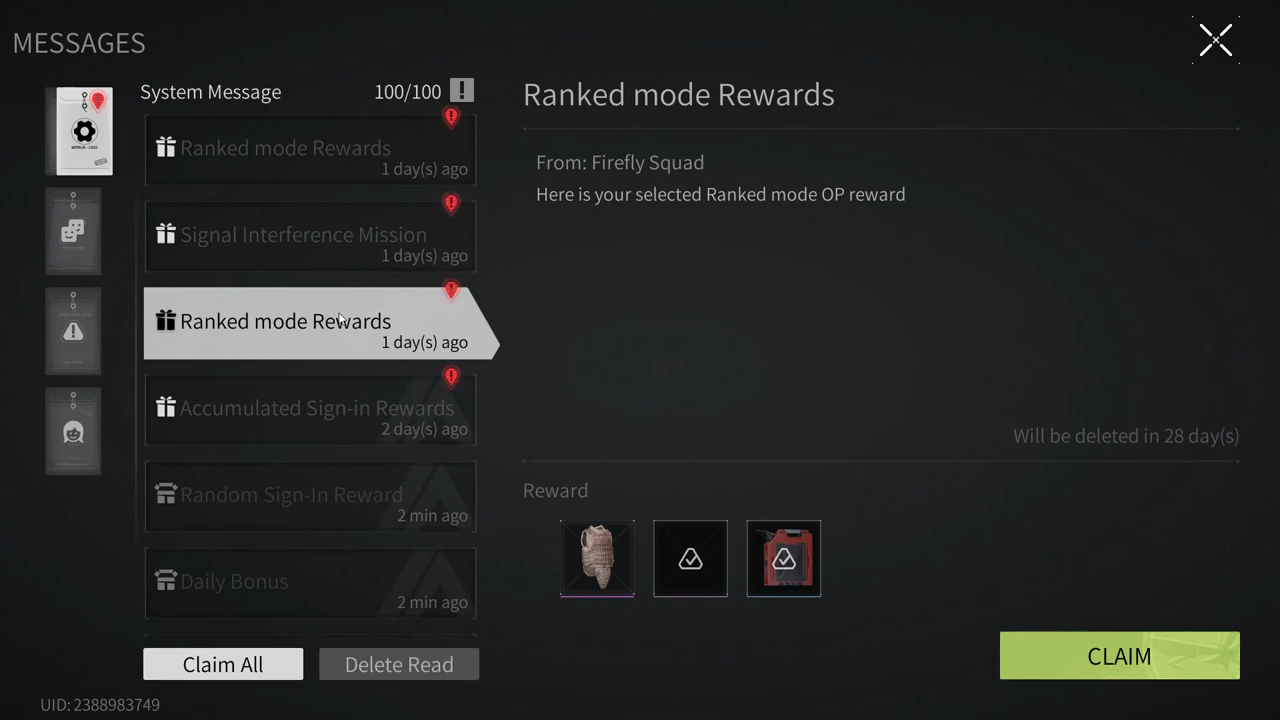 MESSAGES
System Message 100/100
Ranked mode Rewards
1 day(s) ago
Signal Interference Mission
1 day(s) ago
Ranked mode Rewards
1 day(s) ago
Accumulated Sign-in Rewards
2 day(s) ago
Random Sign-In Reward
2 min ago
Daily Bonus
2 min ago
Claim All
Delete Read
Ranked mode Rewards
From: Firefly Squad
Here is your selected Ranked mode OP reward
Will be deleted in 28 day(s)
Reward
CLAIM
UID: 2388983749